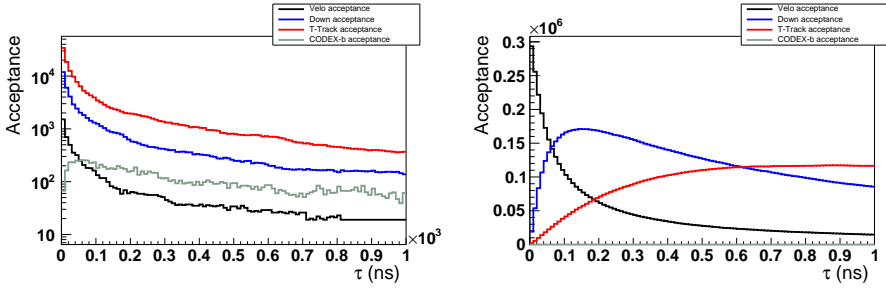 Velo acceptance
Down acceptance
T-Track acceptance
CODEX-b acceptance
Acceptance
10⁴
10³
10²
10
0 0.1 0.2 0.3 0.4 0.5 0.6 0.7 0.8 0.9 1
×10³
τ (ns)
×10⁶
Velo acceptance
Down acceptance
T-Track acceptance
CODEX-b acceptance
Acceptance
0.3
0.25
0.2
0.15
0.1
0.05
0
0 0.1 0.2 0.3 0.4 0.5 0.6 0.7 0.8 0.9 1
τ (ns)